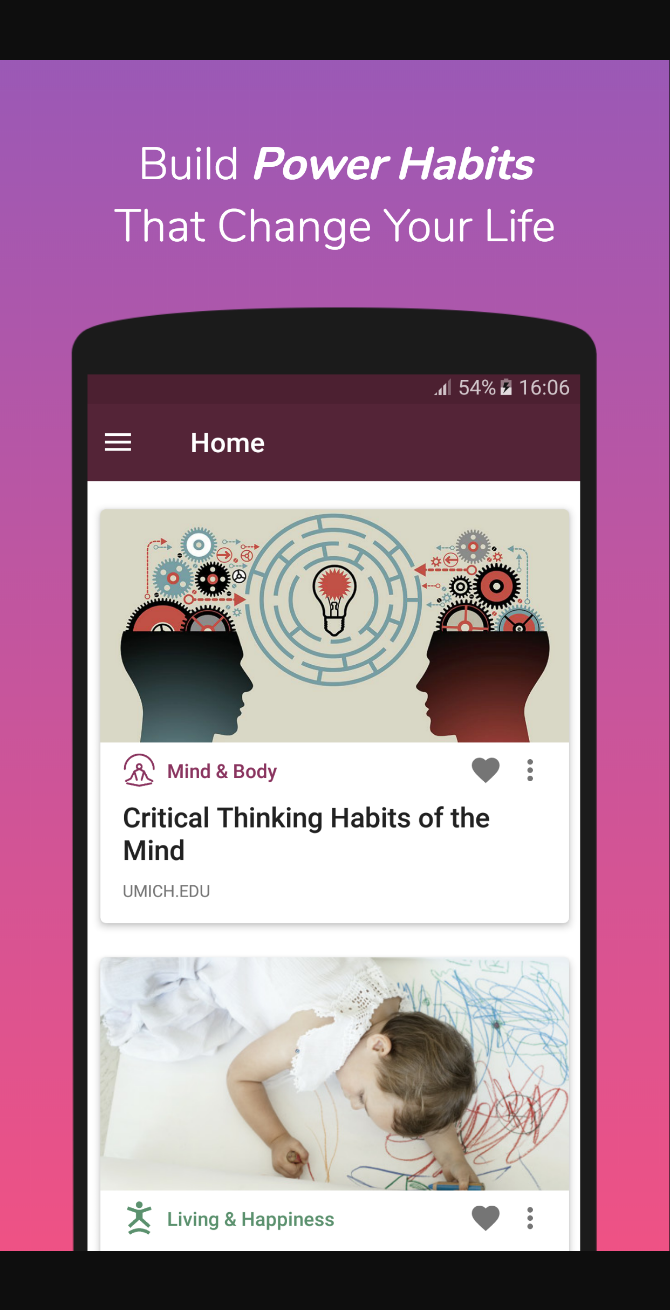 Build Power Habits
That Change Your Life
54% 16:06
Home
Mind & Body
Critical Thinking Habits of the
Mind
UMICH.EDU
Living & Happiness